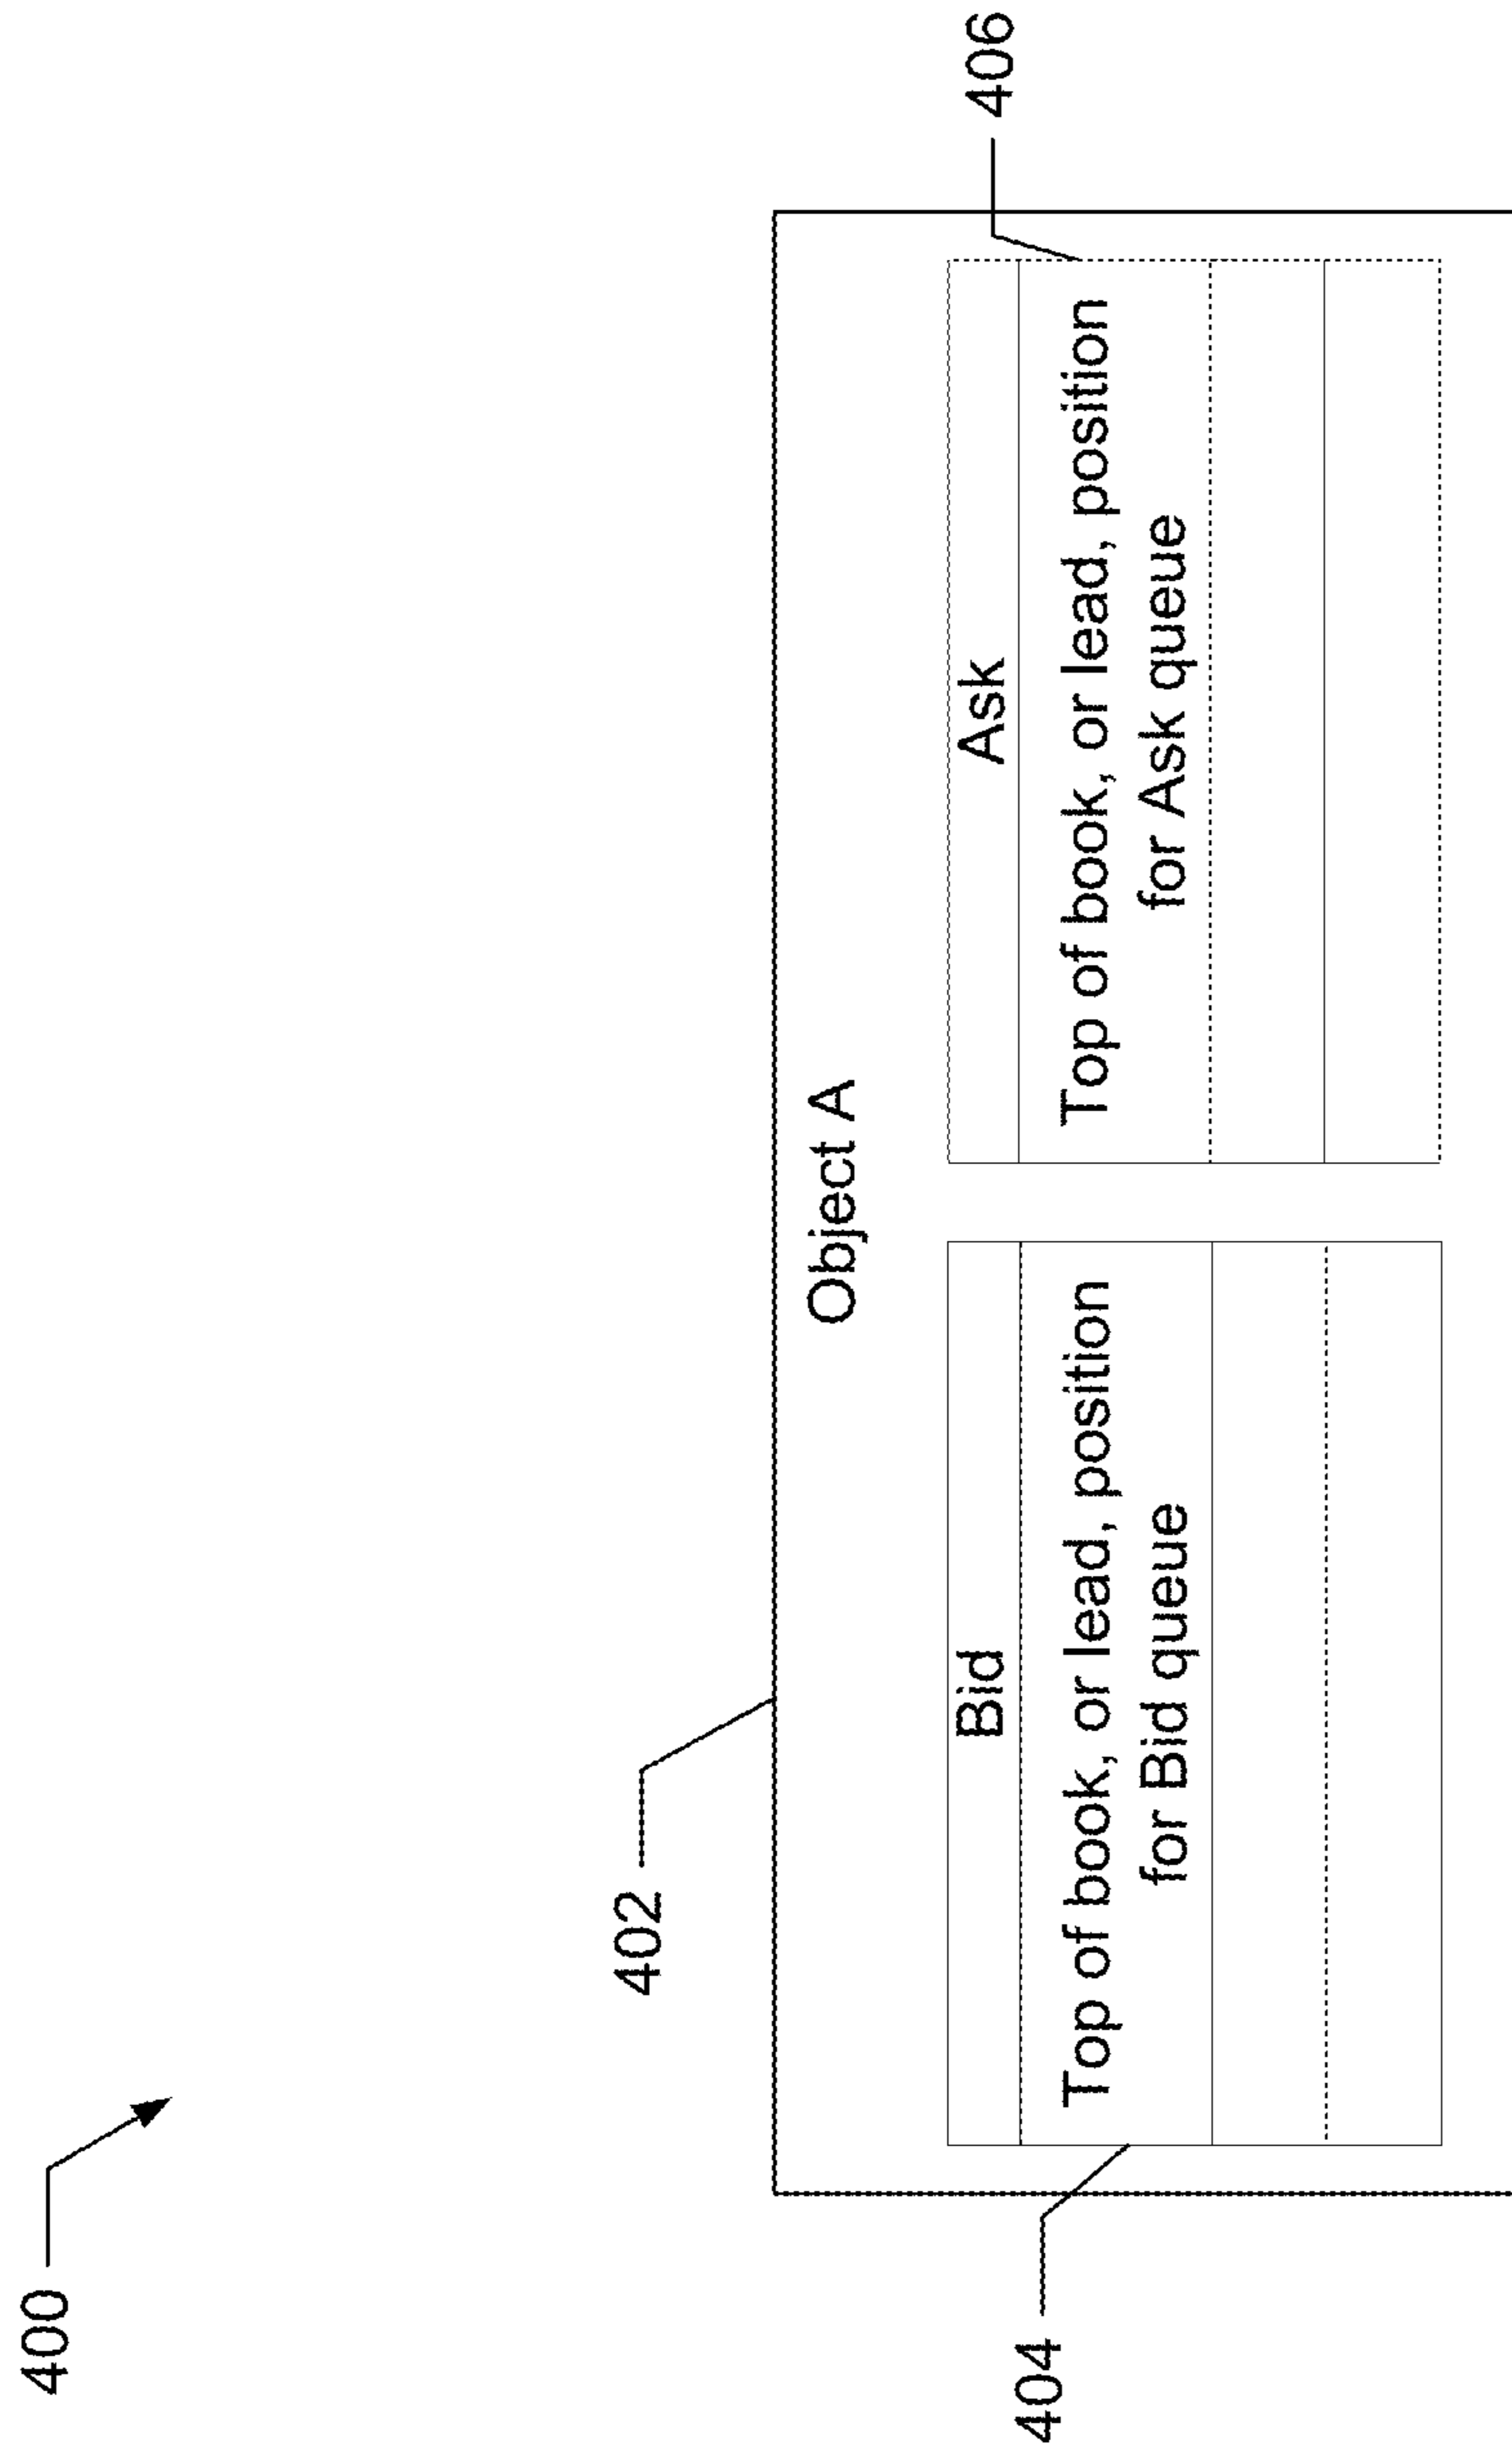 400
402
Object A
404
406
Bid
Top of book, or lead, position
for Bid queue
Ask
Top of book, or lead, position
for Ask queue